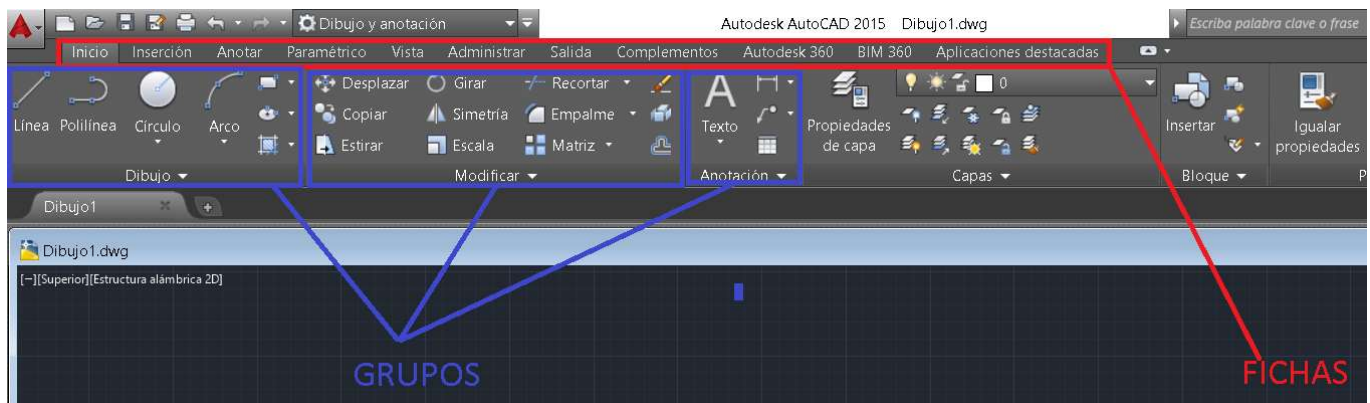 Dibujo y anotación
Autodesk AutoCAD 2015 Dibujo1.dwg
Escriba palabra clave o frase
Inicio Inserción Anotar Paramétrico Vista Administrar Salida Complementos Autodesk 360 BIM 360 Aplicaciones destacadas
Línea Polilínea Círculo Arco
Desplazar Girar Recortar
Copiar Simetría Empalme
Estirar Escala Matriz
Texto
Propiedades de capa
0
Insertar
Igualar propiedades
Dibujo Modificar Anotación Capas Bloque P
Dibujo1
Dibujo1.dwg
[−][Superior][Estructura alámbrica 2D]
GRUPOS
FICHAS